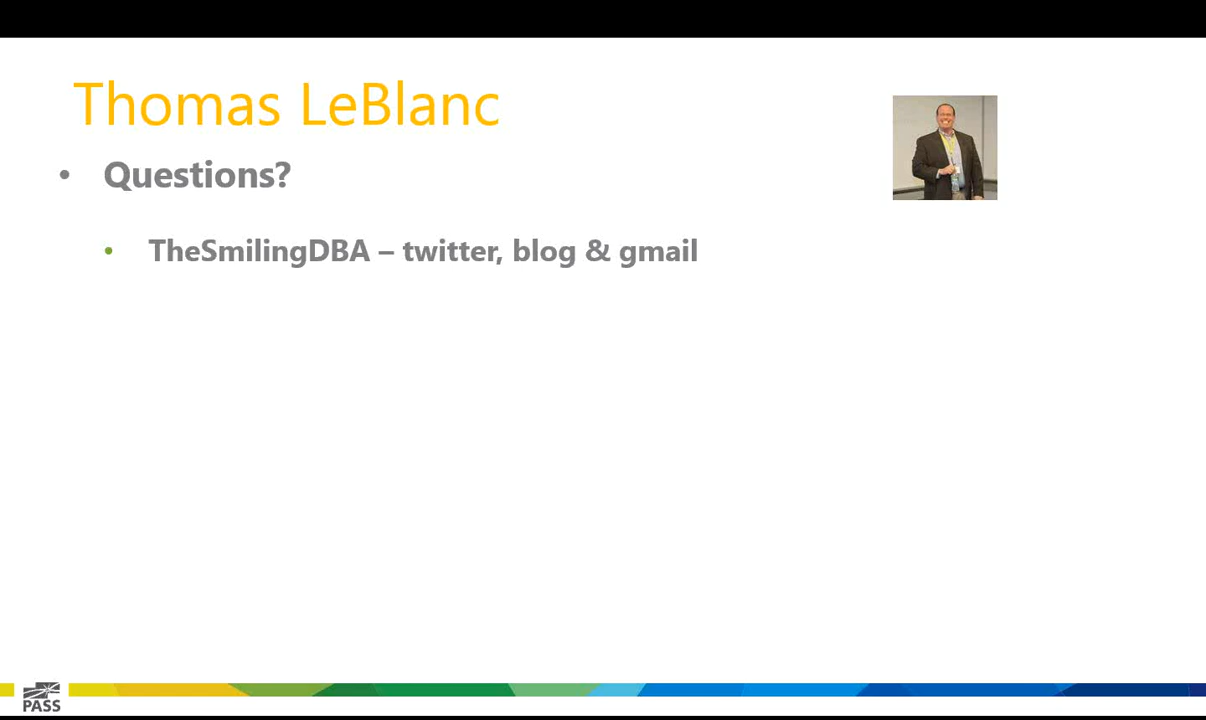 Thomas LeBlanc
• Questions?
• TheSmilingDBA – twitter, blog & gmail
PASS